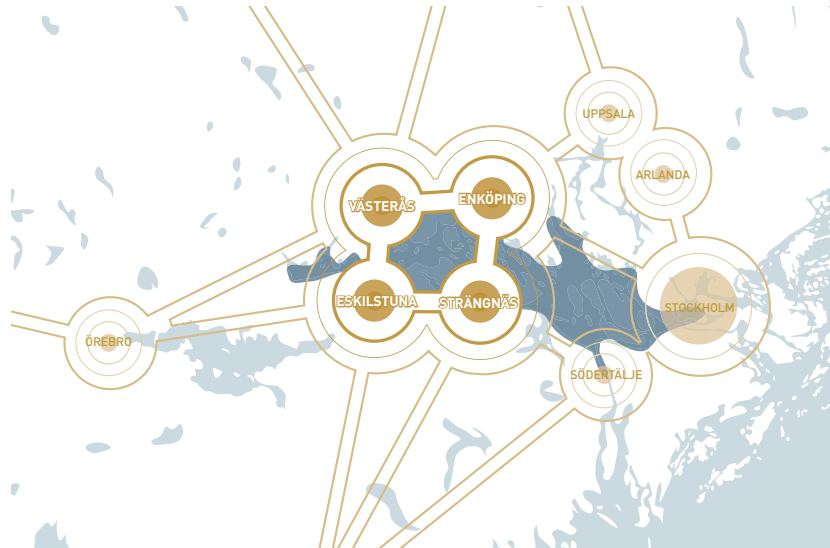 UPPSALA
ARLANDA
VÄSTERÅS
ENKÖPING
ESKILSTUNA
STRÄNGNÄS
STOCKHOLM
ÖREBRO
SÖDERTÄLJE